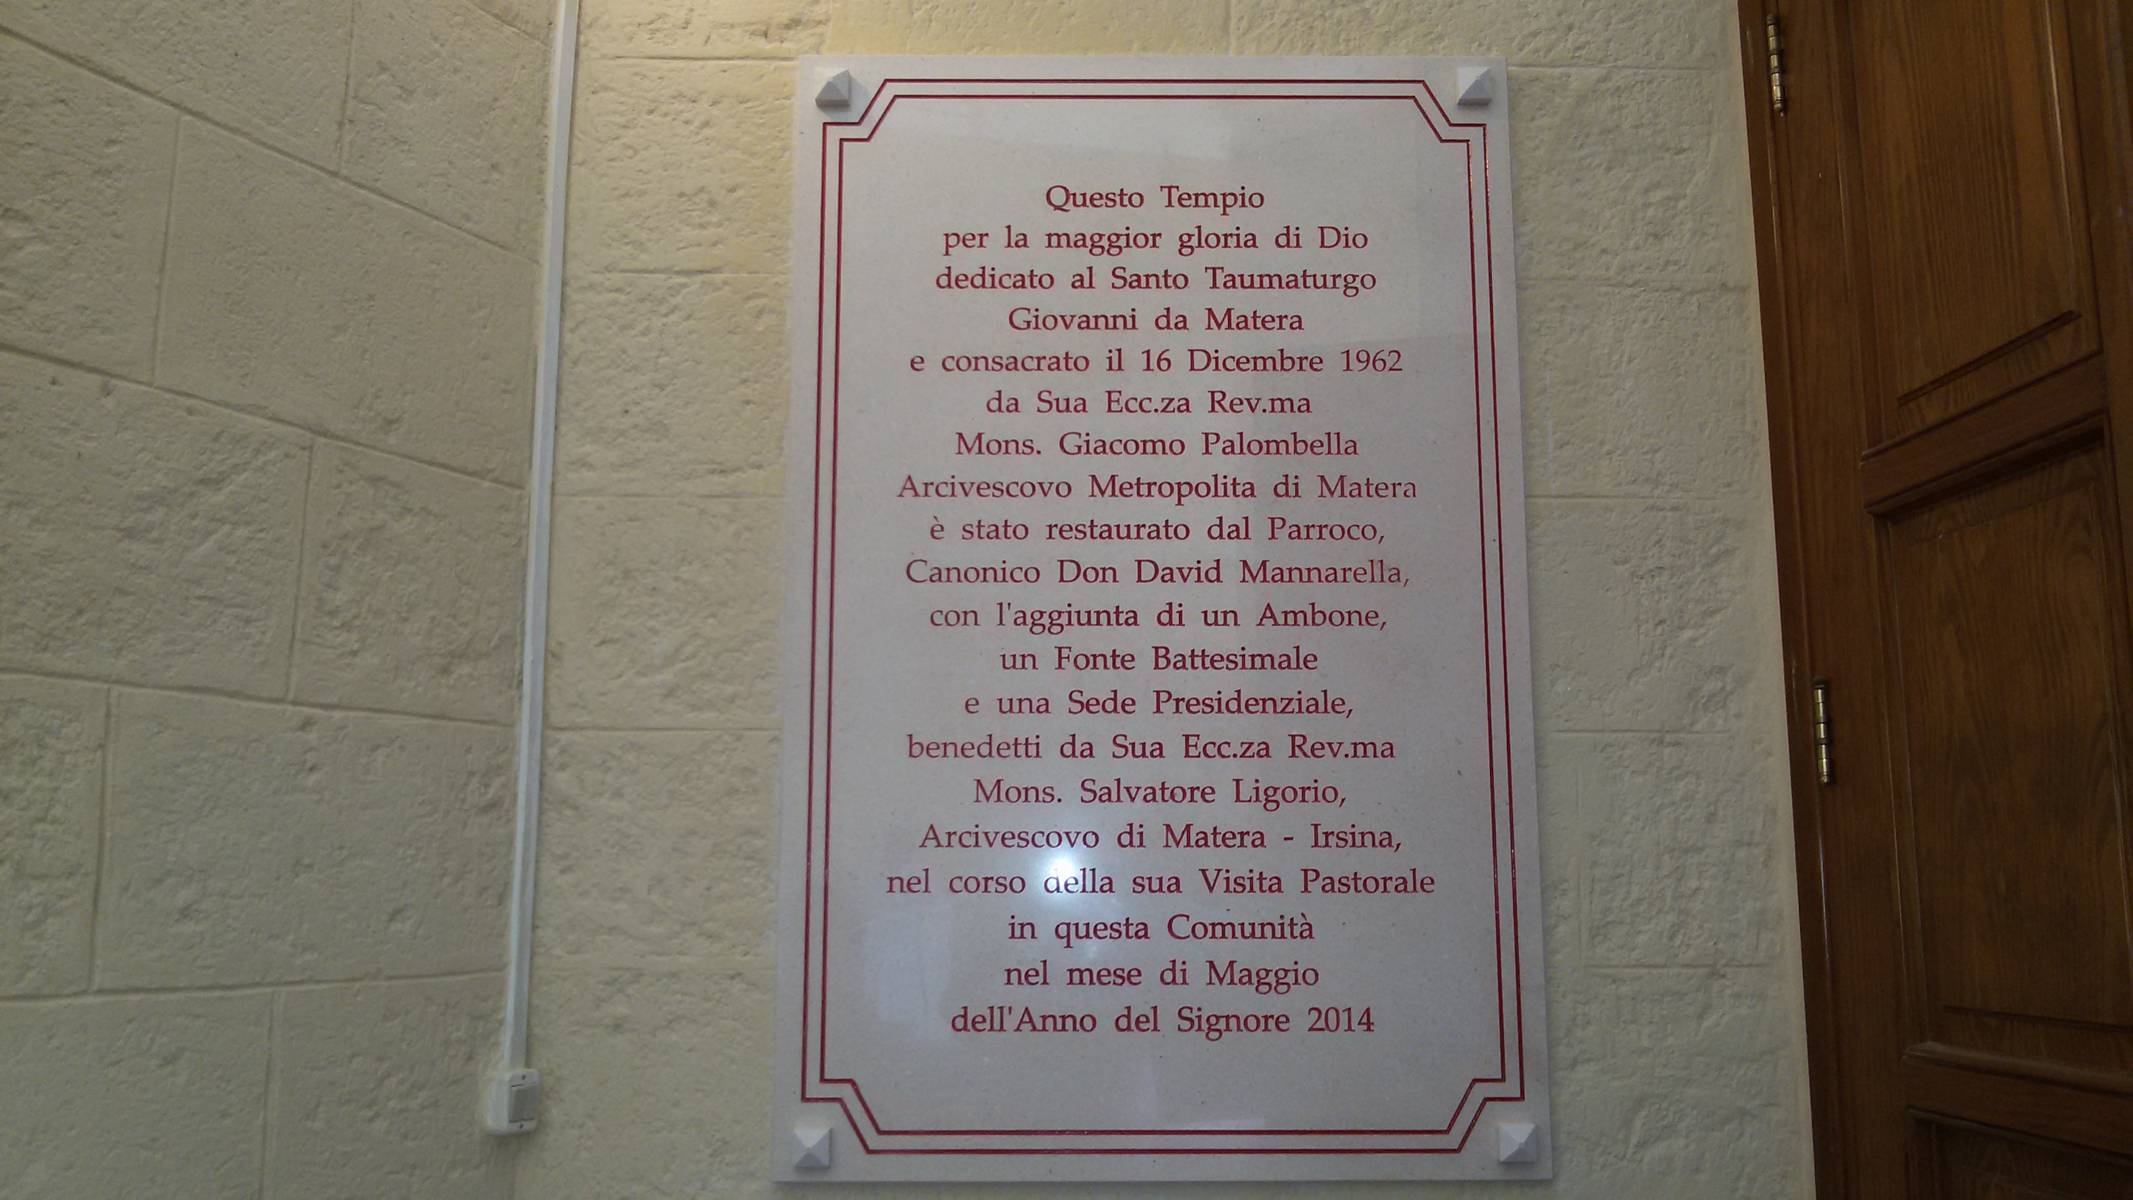 Questo Tempio
per la maggior gloria di Dio
dedicato al Santo Taumaturgo
Giovanni da Matera
e consacrato il 16 Dicembre 1962
da Sua Ecc.za Rev.ma
Mons. Giacomo Palombella
Arcivescovo Metropolita di Matera
è stato restaurato dal Parroco,
Canonico Don David Mannarella,
con l'aggiunta di un Ambone,
un Fonte Battesimale
e una Sede Presidenziale,
benedetti da Sua Ecc.za Rev.ma
Mons. Salvatore Ligorio,
Arcivescovo di Matera - Irsina,
nel corso della sua Visita Pastorale
in questa Comunità
nel mese di Maggio
dell'Anno del Signore 2014